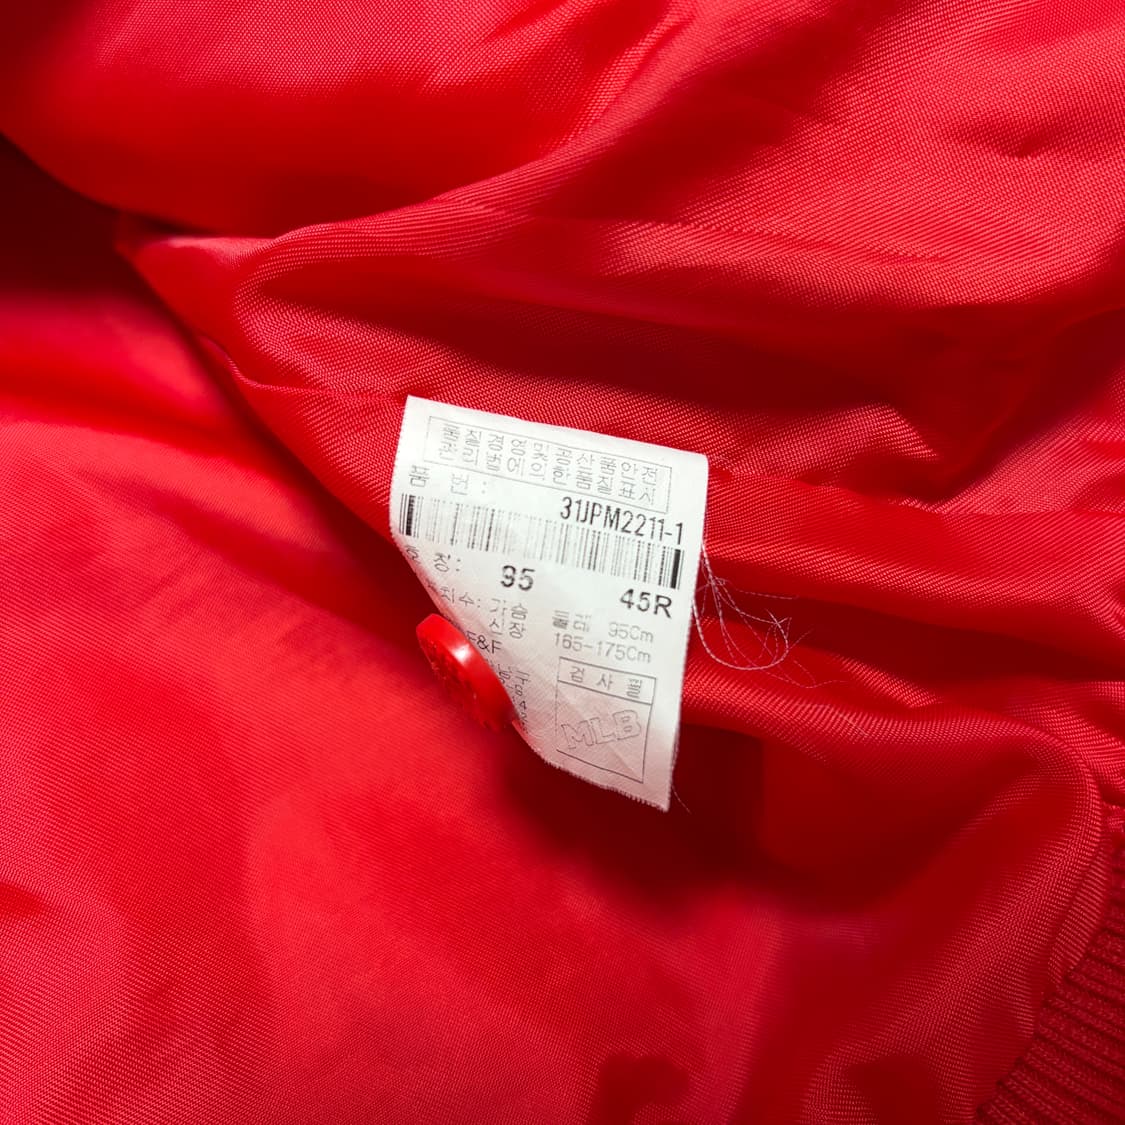 품질경영 및 공산품안전
관리법에 의한 품질표시
품 번 :
31JPM2211-1
호 칭: 95 45R
치수: 가슴둘레 95Cm
신장 165-175Cm
F&F
검 사 필
MLB